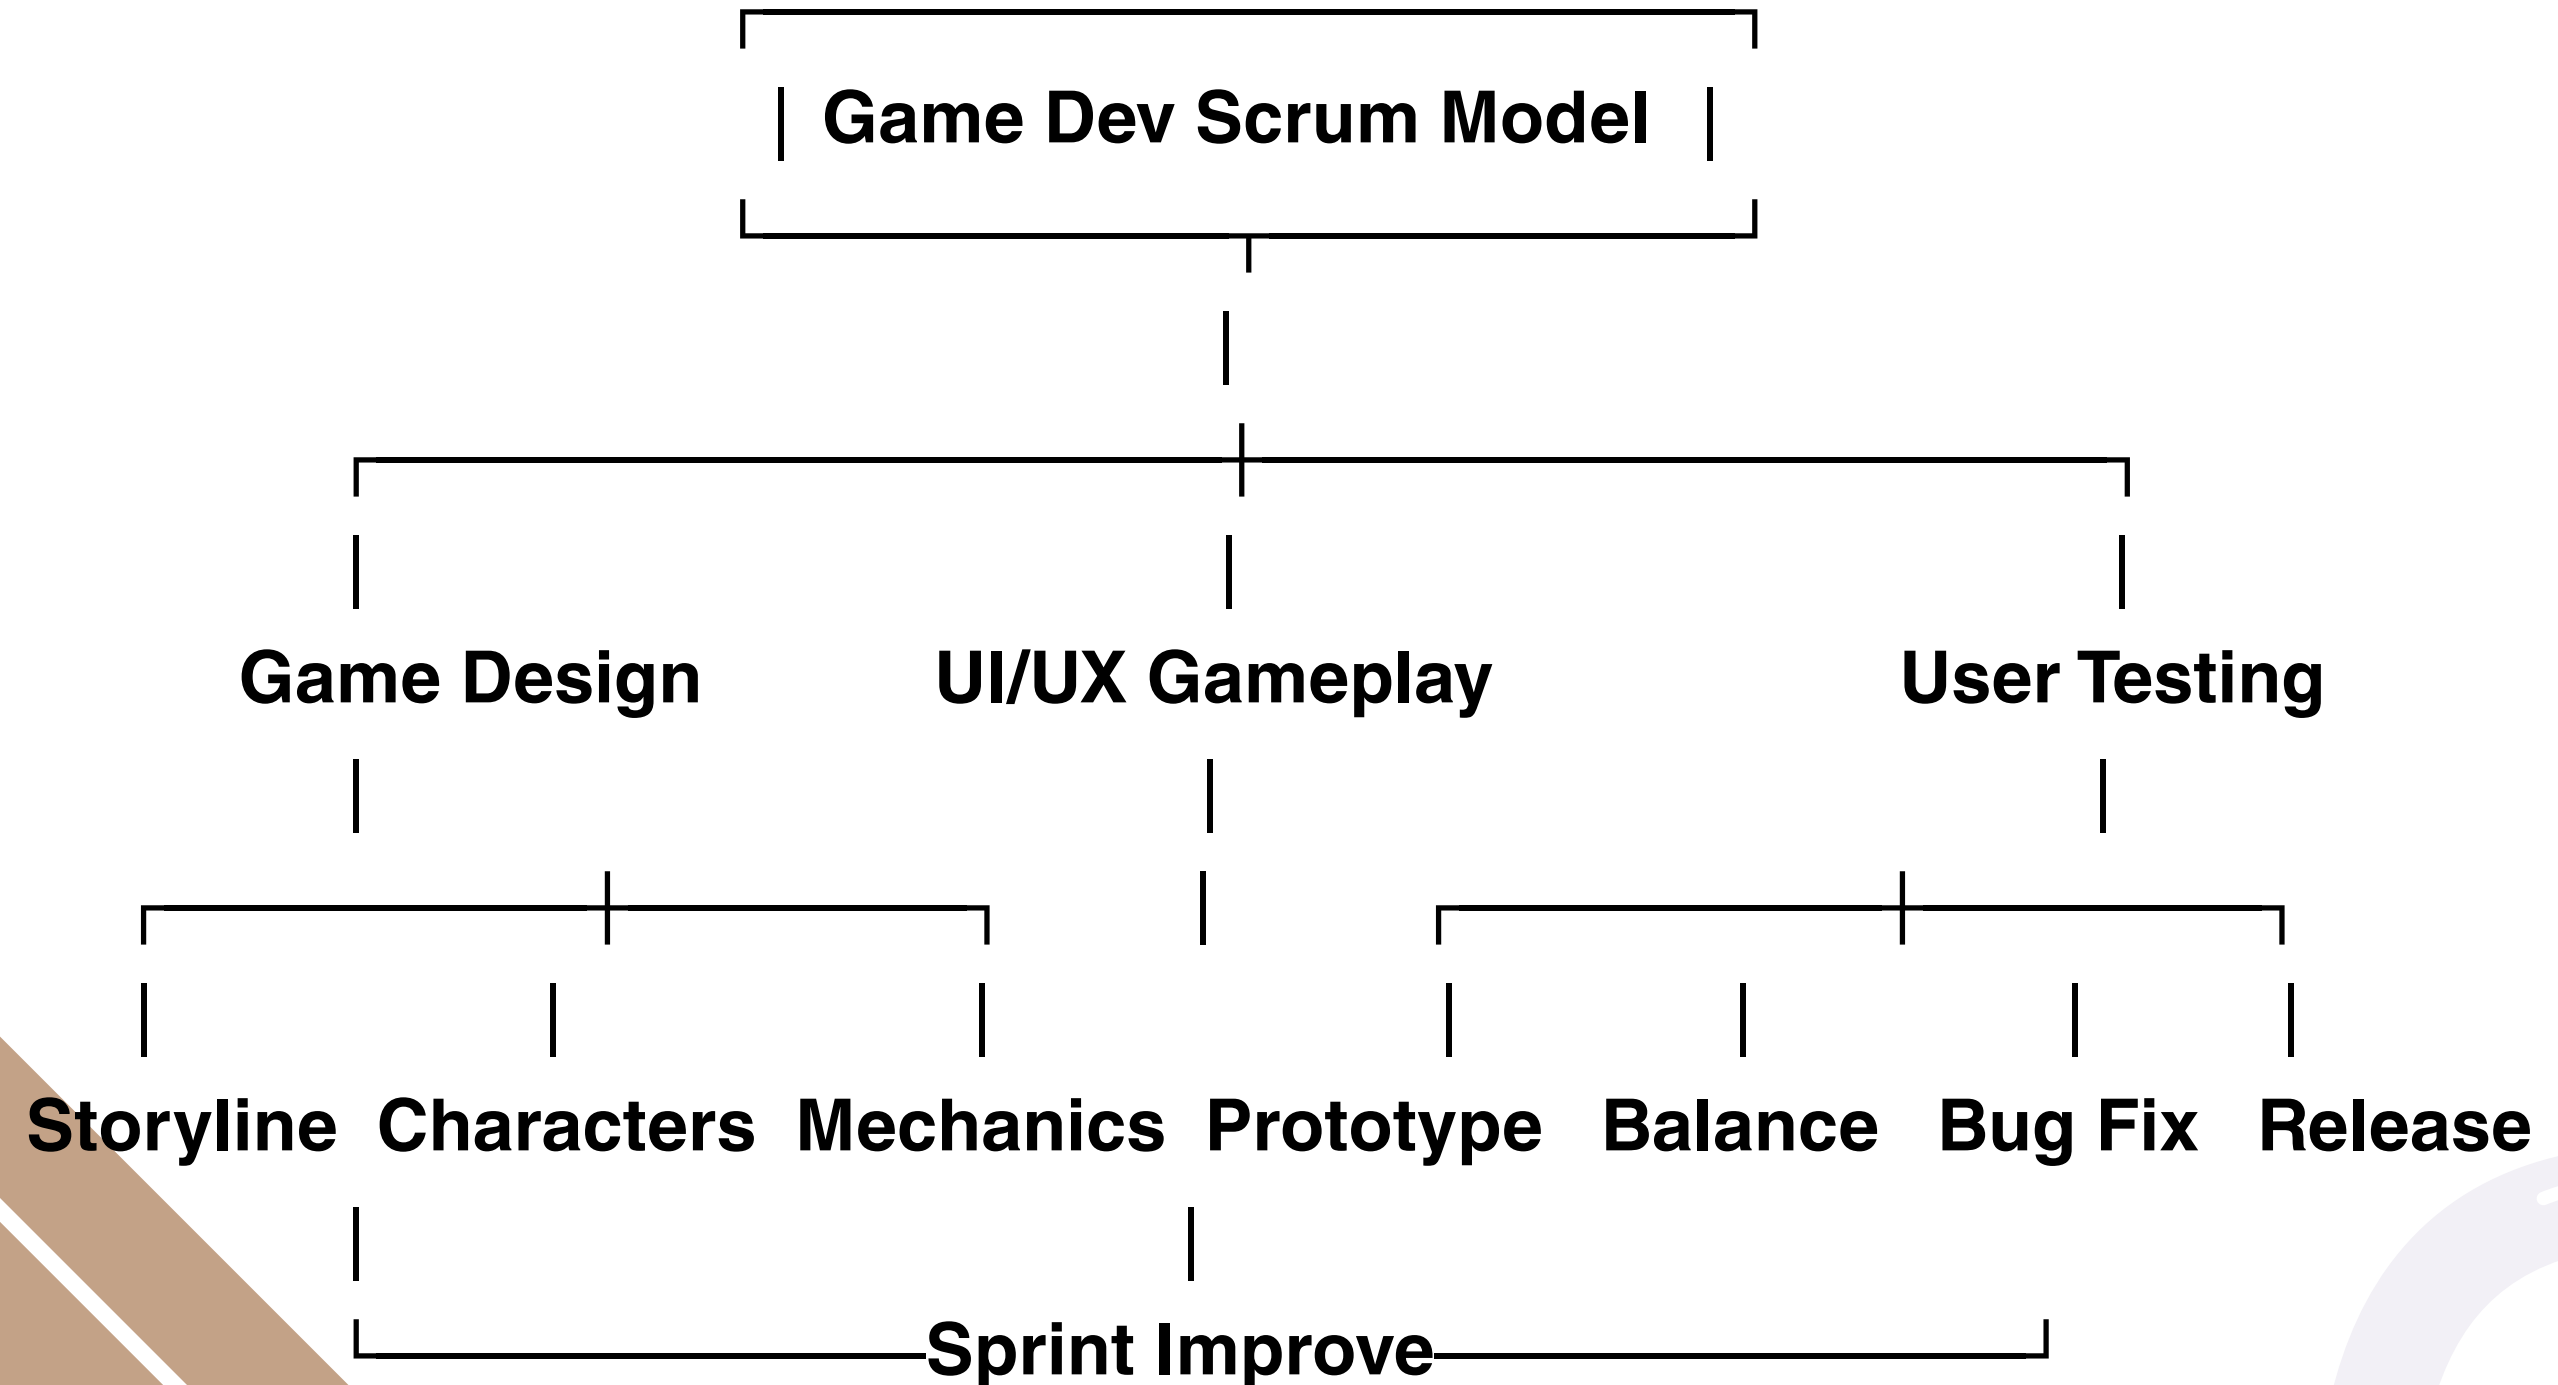 Game Dev Scrum Model
Game Design UI/UX Gameplay User Testing
Storyline Characters Mechanics Prototype Balance Bug Fix Release
Sprint Improve